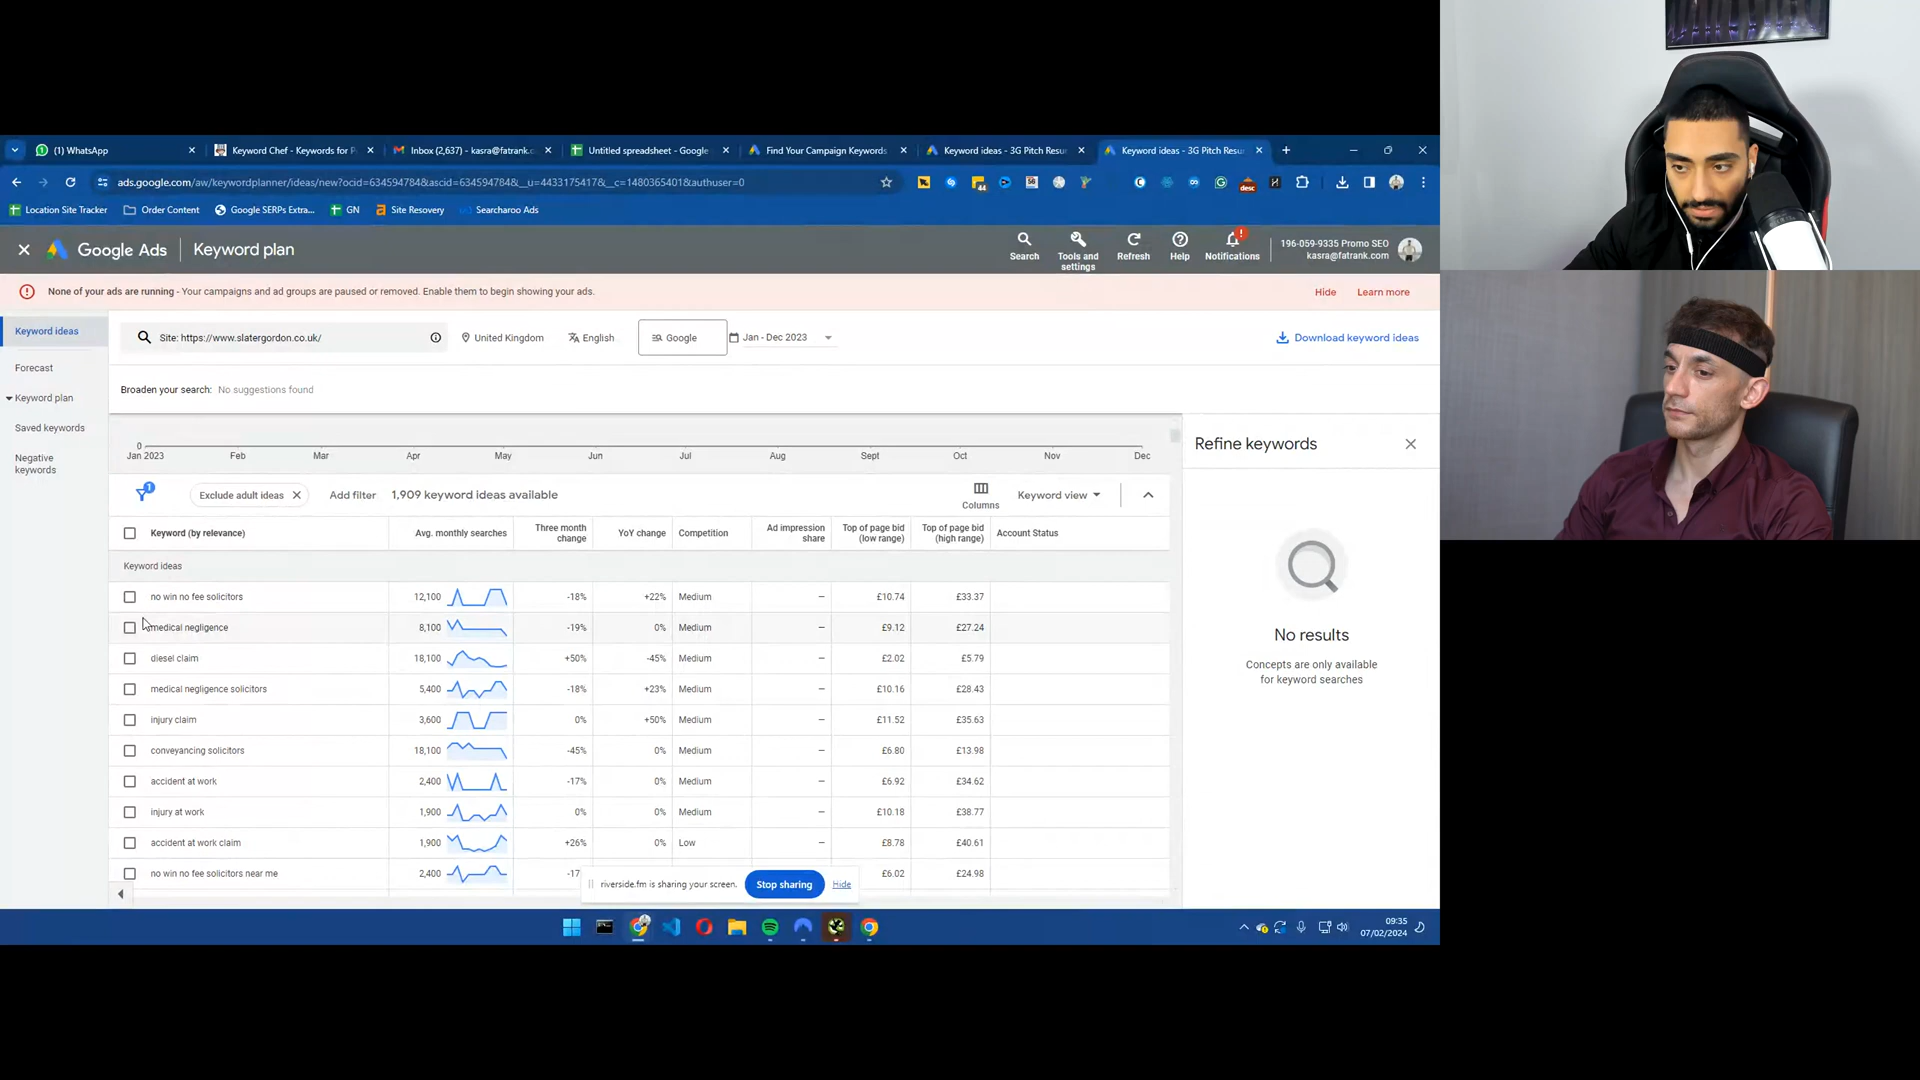 (1) WhatsApp
Keyword Chef - Keywords for P
Inbox (2,637) - kasra@fatrank.c
Untitled spreadsheet - Google
Find Your Campaign Keywords
Keyword ideas - 3G Pitch Resu
Keyword ideas - 3G Pitch Resu
ads.google.com/aw/keywordplanner/ideas/new?ocid=634594784&ascid=634594784&__u=4433175417&__c=1480365401&authuser=0
Location Site Tracker
Order Content
Google SERPs Extra...
GN
Site Recovery
Searcharoo Ads
Google Ads
Keyword plan
Search
Tools and settings
Refresh
Help
Notifications
196-059-9335 Promo SEO
kasra@fatrank.com
None of your ads are running - Your campaigns and ad groups are paused or removed. Enable them to begin showing your ads.
Hide
Learn more
Keyword ideas
Forecast
Keyword plan
Saved keywords
Negative keywords
Site: https://www.slatergordon.co.uk/
United Kingdom
English
Google
Jan - Dec 2023
Download keyword ideas
Broaden your search: No suggestions found
0
Jan 2023 Feb Mar Apr May Jun Jul Aug Sept Oct Nov Dec
1
Exclude adult ideas
Add filter
1,909 keyword ideas available
Columns
Keyword view
Keyword (by relevance) Avg. monthly searches Three month change YoY change Competition Ad impression share Top of page bid (low range) Top of page bid (high range) Account Status
Keyword ideas
no win no fee solicitors 12,100 -18% +22% Medium – £10.74 £33.37
medical negligence 8,100 -19% 0% Medium – £9.12 £27.24
diesel claim 18,100 +50% -45% Medium – £2.02 £5.79
medical negligence solicitors 5,400 -18% +23% Medium – £10.16 £28.43
injury claim 3,600 0% +50% Medium – £11.52 £35.63
conveyancing solicitors 18,100 -45% 0% Medium – £6.80 £13.98
accident at work 2,400 -17% 0% Medium – £6.92 £34.62
injury at work 1,900 0% 0% Medium – £10.18 £38.77
accident at work claim 1,900 +26% 0% Low – £8.78 £40.61
no win no fee solicitors near me 2,400 -17 £6.02 £24.98
riverside.fm is sharing your screen.
Stop sharing
Hide
Refine keywords
No results
Concepts are only available
for keyword searches
09:35
07/02/2024